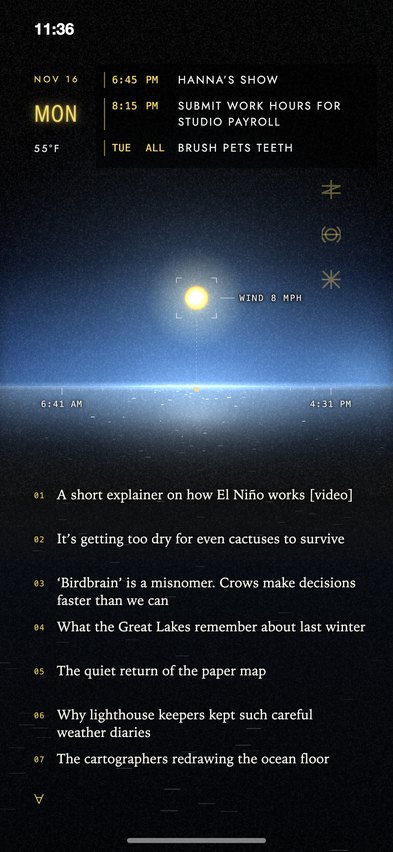 11:36
NOV 16
MON
55°F
6:45 PM HANNA'S SHOW
8:15 PM SUBMIT WORK HOURS FOR
STUDIO PAYROLL
TUE ALL BRUSH PETS TEETH
WIND 8 MPH
6:41 AM
4:31 PM
01 A short explainer on how El Niño works [video]
02 It’s getting too dry for even cactuses to survive
03 ‘Birdbrain’ is a misnomer. Crows make decisions
faster than we can
04 What the Great Lakes remember about last winter
05 The quiet return of the paper map
06 Why lighthouse keepers kept such careful
weather diaries
07 The cartographers redrawing the ocean floor